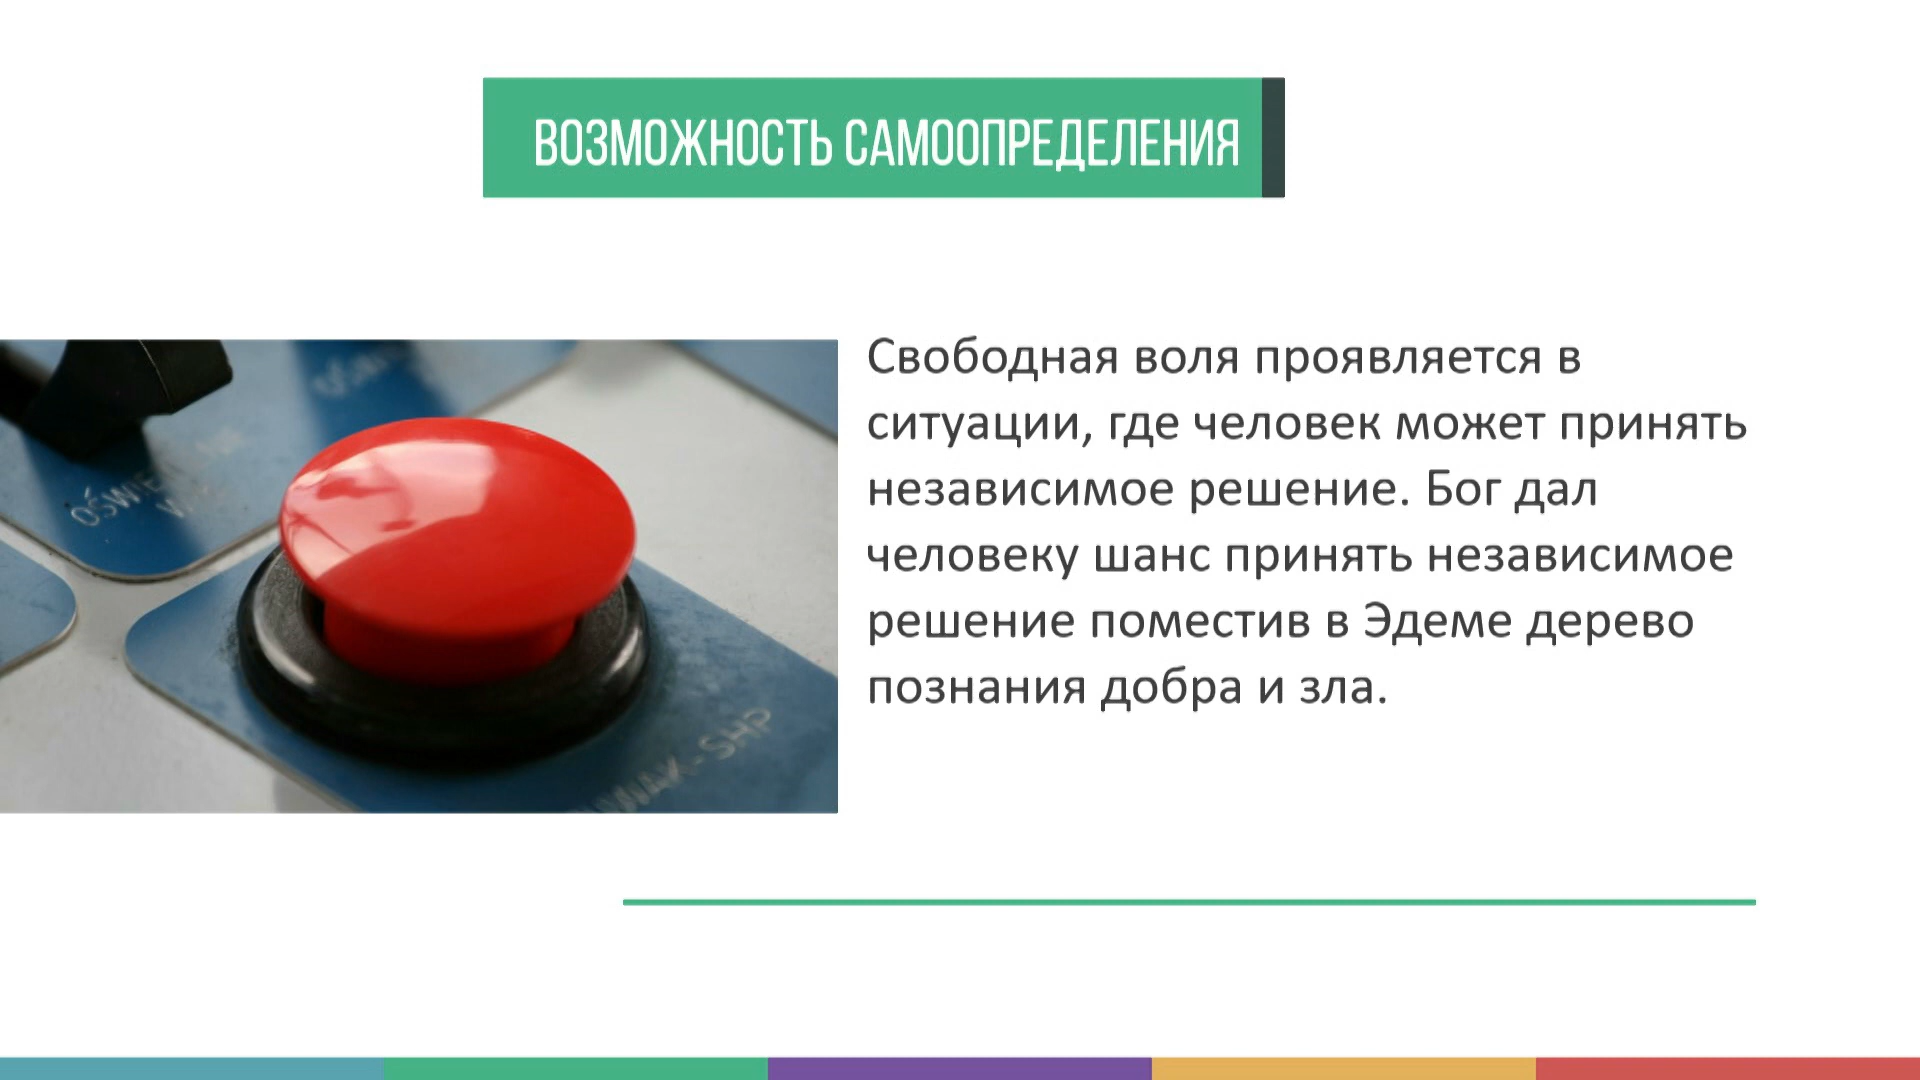 ВОЗМОЖНОСТЬ САМООПРЕДЕЛЕНИЯ
Свободная воля проявляется в
ситуации, где человек может принять
независимое решение. Бог дал
человеку шанс принять независимое
решение поместив в Эдеме дерево
познания добра и зла.